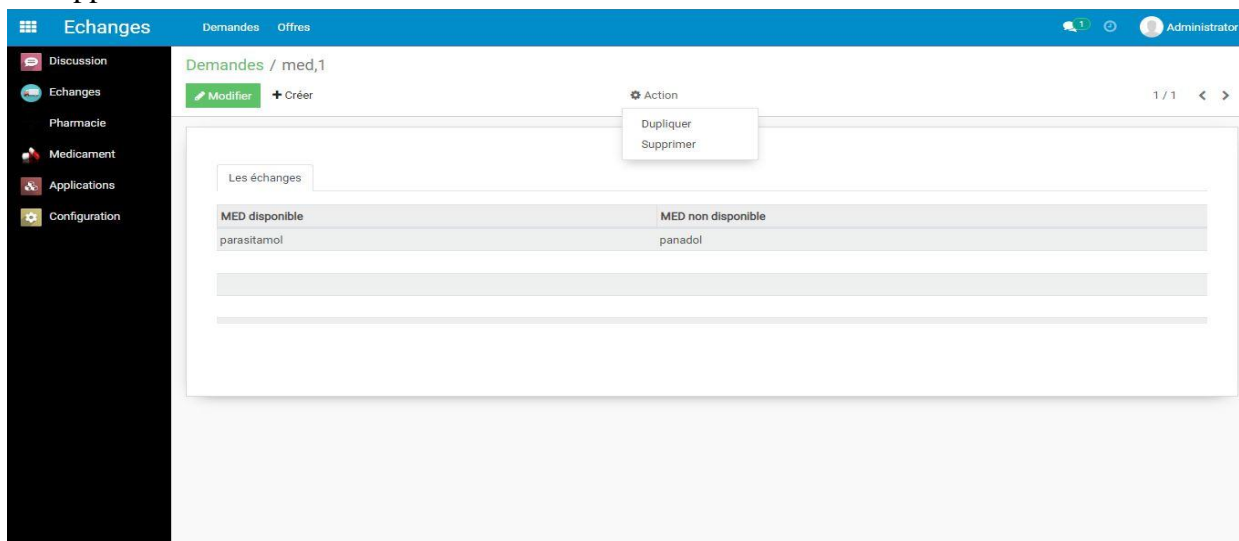 Echanges Demandes Offres 1 Administrator
Discussion
Echanges
Pharmacie
Medicament
Applications
Configuration
Demandes / med,1
Modifier + Créer Action 1 / 1 < >
Dupliquer
Supprimer
Les échanges
MED disponible MED non disponible
parasitamol panadol